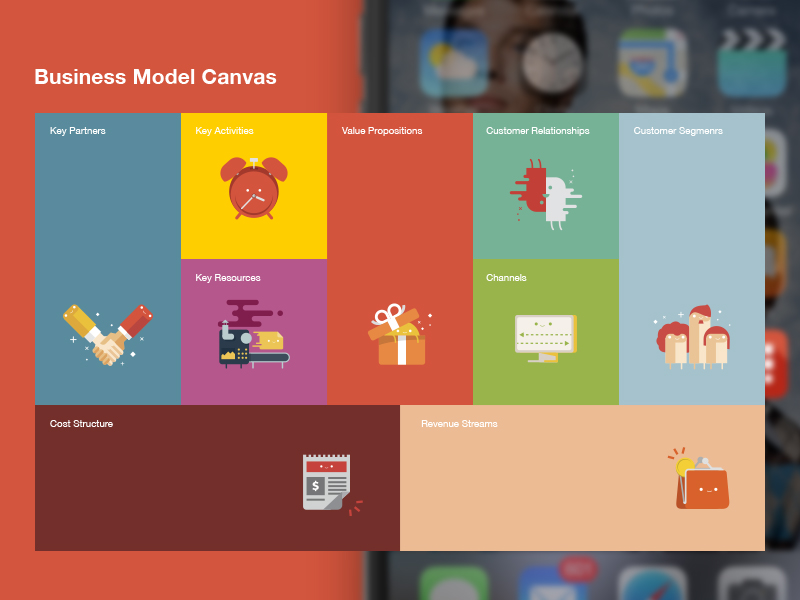 Business Model Canvas
Key Partners
Key Activities
Value Propositions
Customer Relationships
Customer Segmenrs
Key Resources
Channels
$
Cost Structure
Revenue Streams